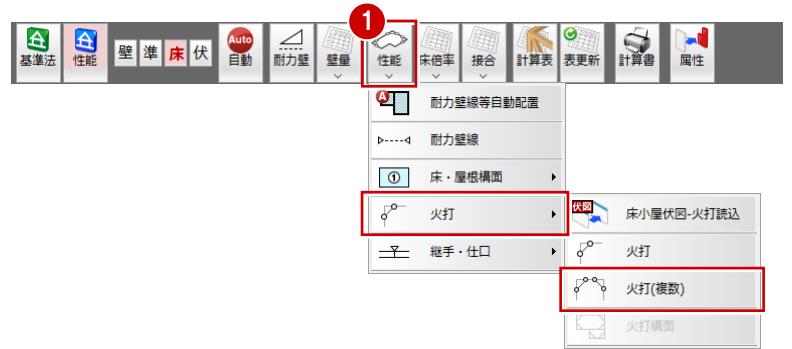 1
基準法 性能 壁 準 床 伏 Auto 自動 耐力壁 壁量 性能 床倍率 接合 計算表 表更新 計算書 属性
A 耐力壁線等自動配置
耐力壁線
① 床・屋根構面
火打
伏図 床小屋伏図-火打読込
継手・仕口
火打
火打(複数)
火打構面